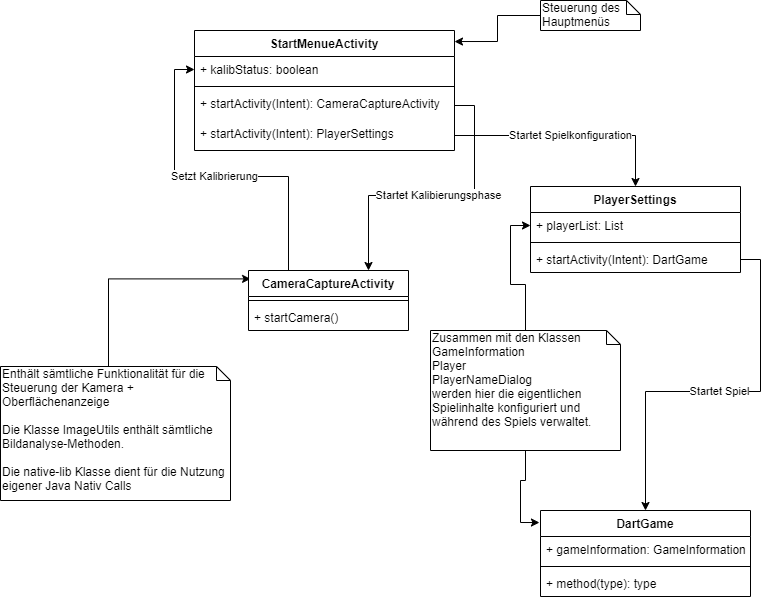 Steuerung des
Hauptmenüs
StartMenueActivity
+ kalibStatus: boolean
+ startActivity(Intent): CameraCaptureActivity
+ startActivity(Intent): PlayerSettings
Startet Spielkonfiguration
Setzt Kalibrierung
Startet Kalibierungsphase
PlayerSettings
+ playerList: List
+ startActivity(Intent): DartGame
CameraCaptureActivity
+ startCamera()
Zusammen mit den Klassen
GameInformation
Player
PlayerNameDialog
werden hier die eigentlichen
Spielinhalte konfiguriert und
während des Spiels verwaltet.
Enthält sämtliche Funktionalität für die
Steuerung der Kamera +
Oberflächenanzeige
Die Klasse ImageUtils enthält sämtliche
Bildanalyse-Methoden.
Die native-lib Klasse dient für die Nutzung
eigener Java Nativ Calls
Startet Spiel
DartGame
+ gameInformation: GameInformation
+ method(type): type